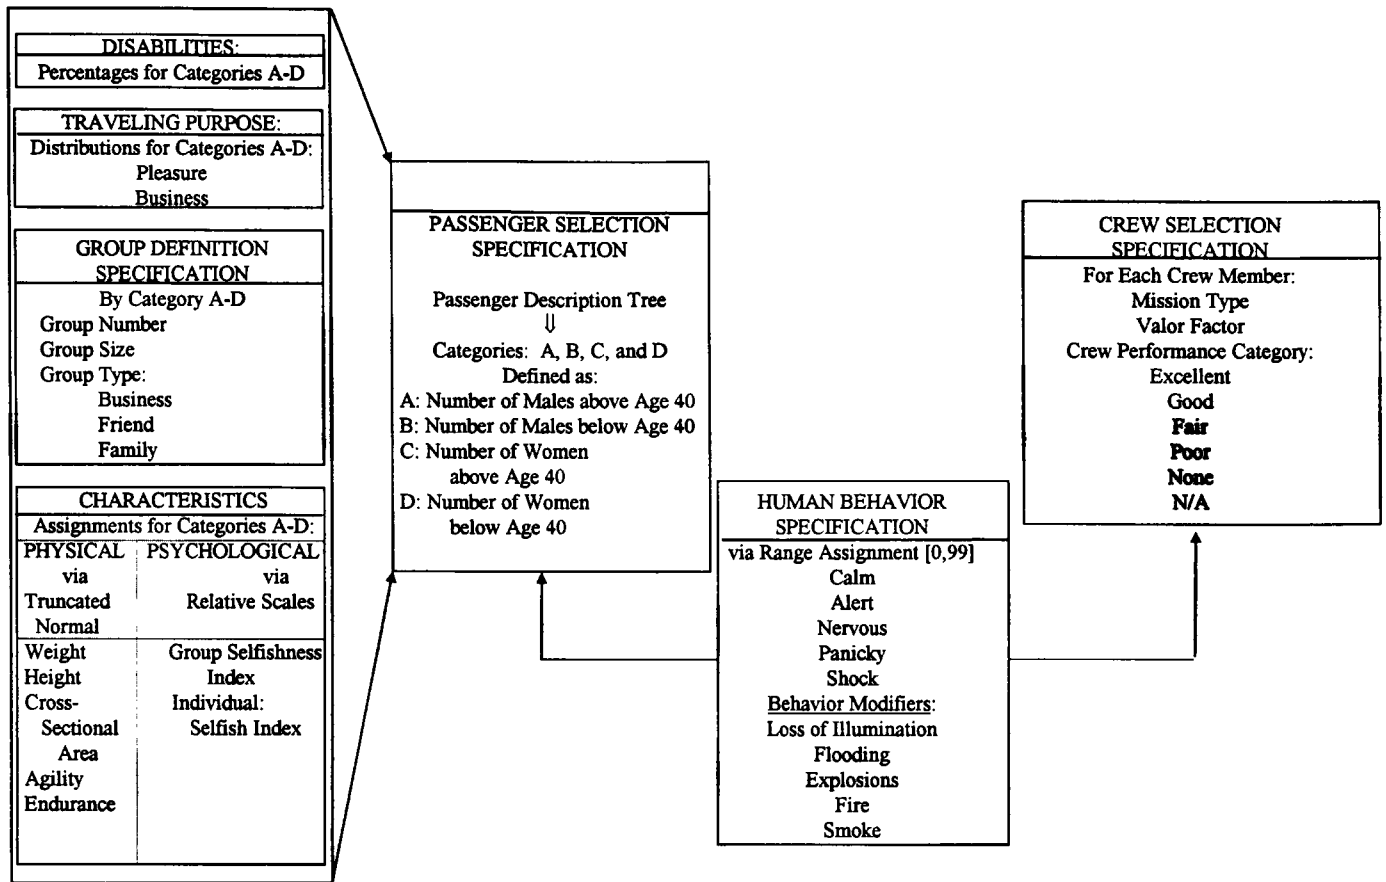 DISABILITIES:
Percentages for Categories A-D
TRAVELING PURPOSE:
Distributions for Categories A-D:
Pleasure
Business
GROUP DEFINITION
SPECIFICATION
By Category A-D
Group Number
Group Size
Group Type:
Business
Friend
Family
CHARACTERISTICS
Assignments for Categories A-D:
PHYSICAL
via
Truncated
Normal
Weight
Height
Cross-
Sectional
Area
Agility
Endurance
PSYCHOLOGICAL
via
Relative Scales
Group Selfishness
Index
Individual:
Selfish Index
PASSENGER SELECTION
SPECIFICATION
Passenger Description Tree
⇓
Categories: A, B, C, and D
Defined as:
A: Number of Males above Age 40
B: Number of Males below Age 40
C: Number of Women
above Age 40
D: Number of Women
below Age 40
HUMAN BEHAVIOR
SPECIFICATION
via Range Assignment [0,99]
Calm
Alert
Nervous
Panicky
Shock
Behavior Modifiers:
Loss of Illumination
Flooding
Explosions
Fire
Smoke
CREW SELECTION
SPECIFICATION
For Each Crew Member:
Mission Type
Valor Factor
Crew Performance Category:
Excellent
Good
Fair
Poor
None
N/A